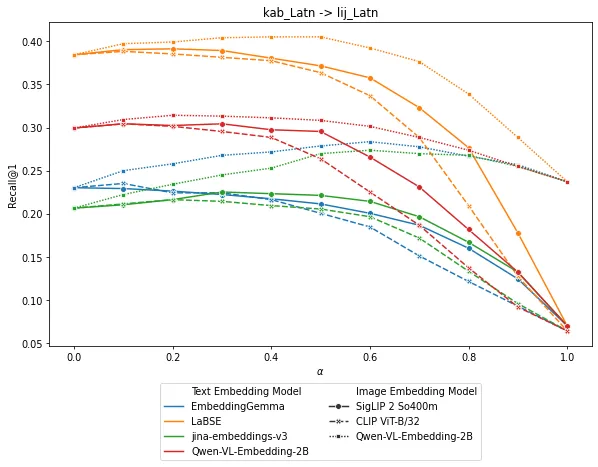 kab_Latn -> lij_Latn
Recall@1
0.40
0.35
0.30
0.25
0.20
0.15
0.10
0.05
0.0 0.2 0.4 0.6 0.8 1.0
α
Text Embedding Model Image Embedding Model
EmbeddingGemma SigLIP 2 So400m
LaBSE CLIP ViT-B/32
jina-embeddings-v3 Qwen-VL-Embedding-2B
Qwen-VL-Embedding-2B